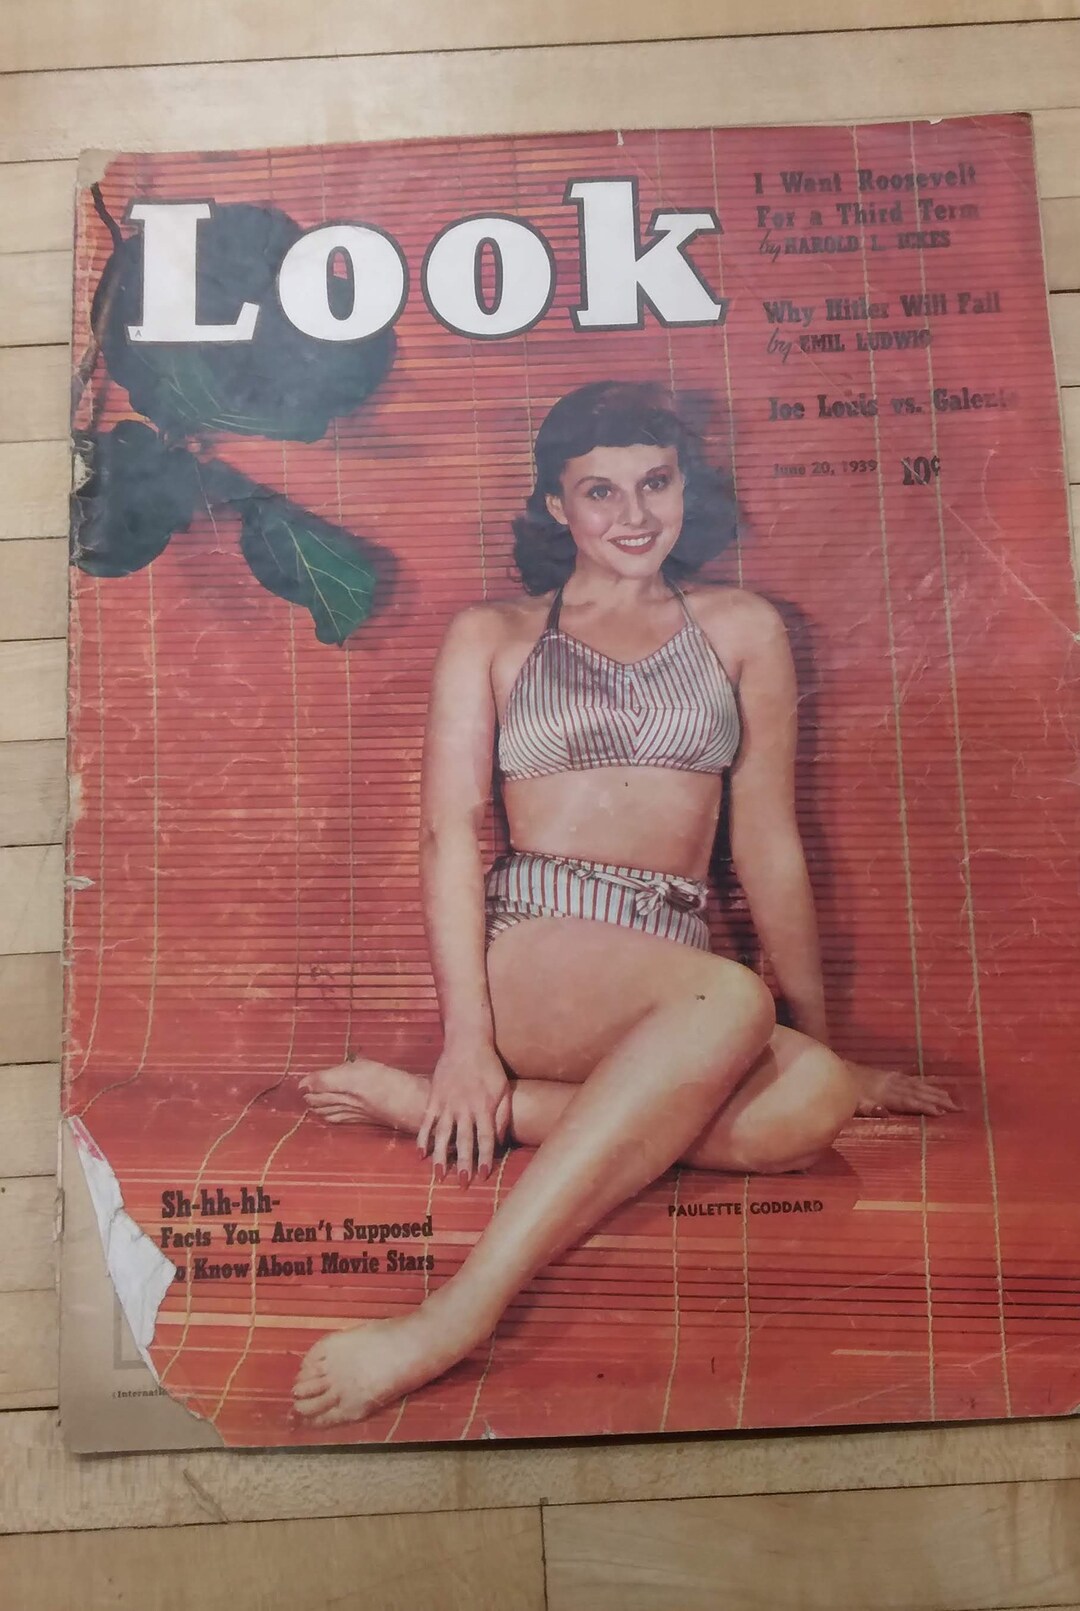 Look
A
I Want Roosevelt
For a Third Term
by HAROLD L. ICKES
Why Hitler Will Fail
by EMIL LUDWIG
Joe Louis vs. Galento
June 20, 1939 10¢
PAULETTE GODDARD
Sh-hh-hh-
Facts You Aren't Supposed
o Know About Movie Stars
(Internati